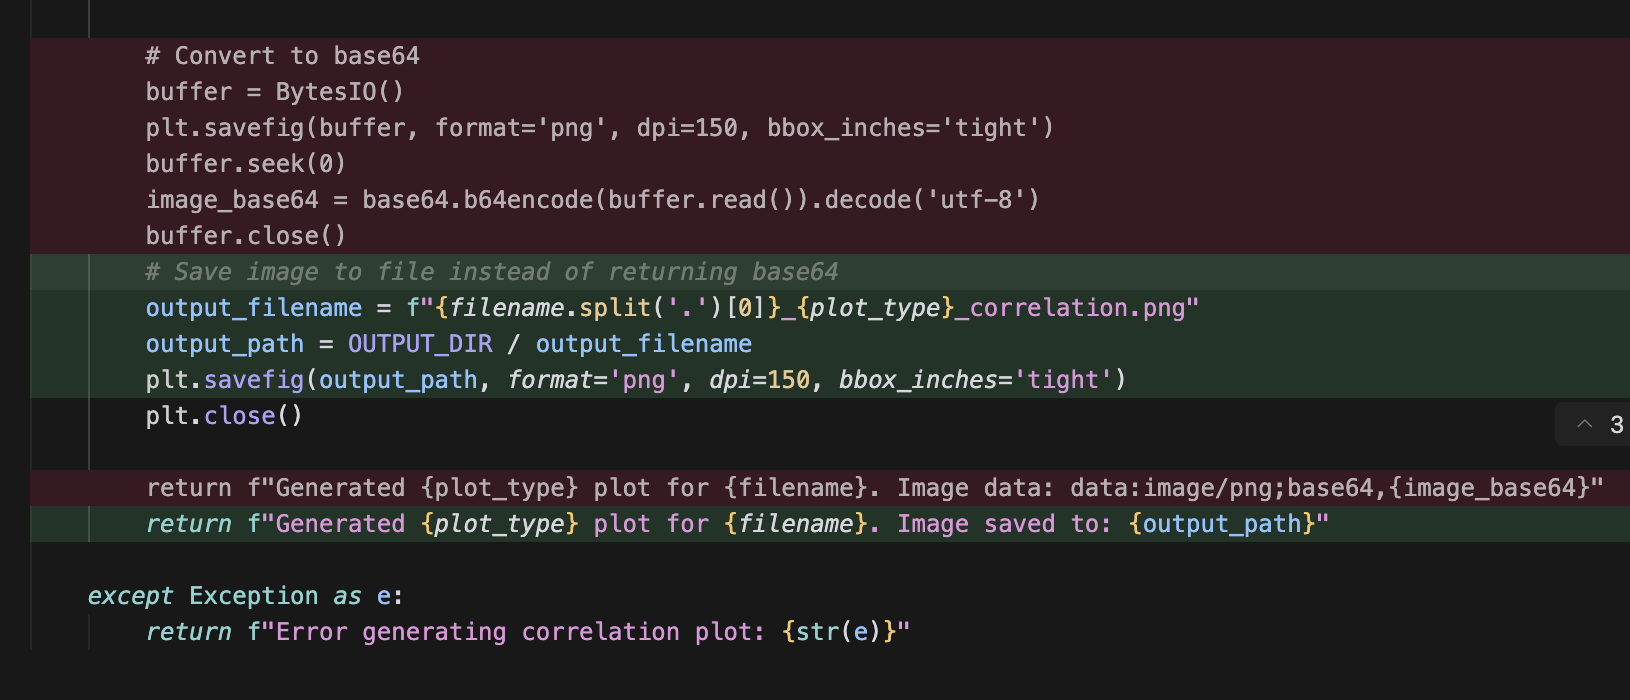 # Convert to base64
buffer = BytesIO()
plt.savefig(buffer, format='png', dpi=150, bbox_inches='tight')
buffer.seek(0)
image_base64 = base64.b64encode(buffer.read()).decode('utf-8')
buffer.close()
# Save image to file instead of returning base64
output_filename = f"{filename.split('.')[0]}_{plot_type}_correlation.png"
output_path = OUTPUT_DIR / output_filename
plt.savefig(output_path, format='png', dpi=150, bbox_inches='tight')
plt.close()
3
return f"Generated {plot_type} plot for {filename}. Image data: data:image/png;base64,{image_base64}"
return f"Generated {plot_type} plot for {filename}. Image saved to: {output_path}"
except Exception as e:
return f"Error generating correlation plot: {str(e)}"